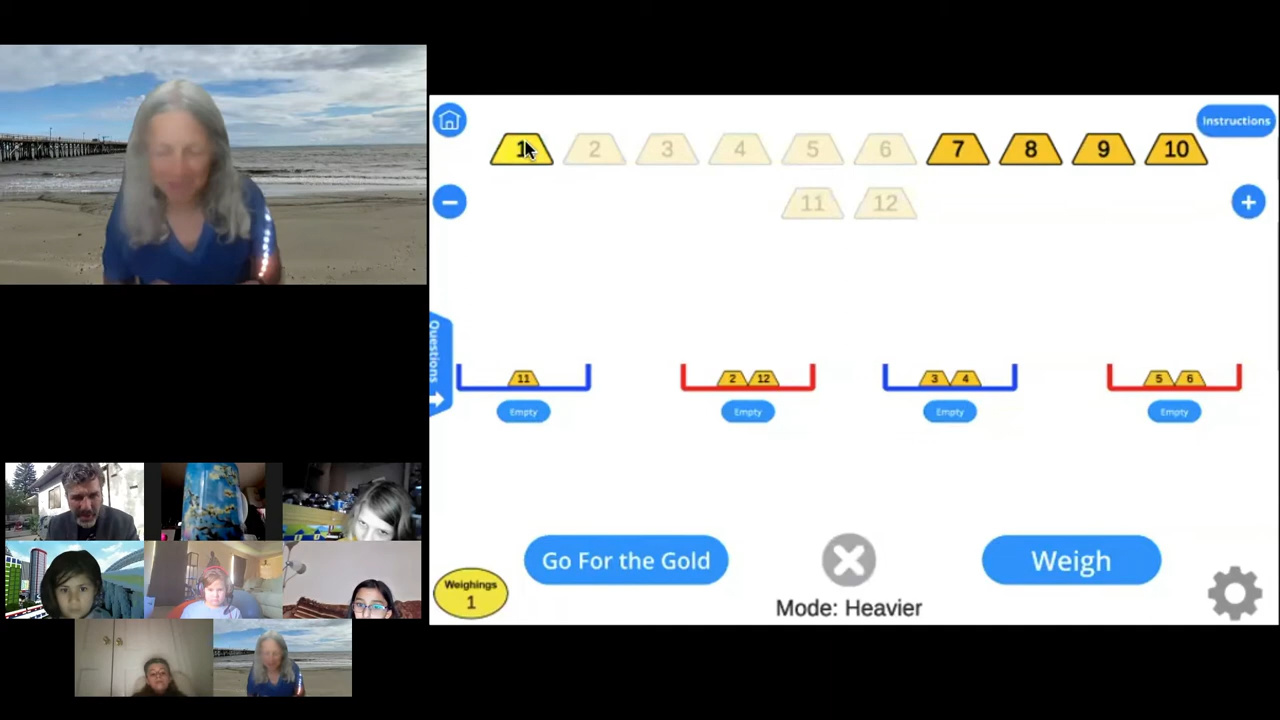 Instructions
1 2 3 4 5 6 7 8 9 10
11 12
Questions
11 2 12 3 4 5 6
Empty Empty Empty Empty
Go For the Gold
Weigh
Weighings
1
Mode: Heavier